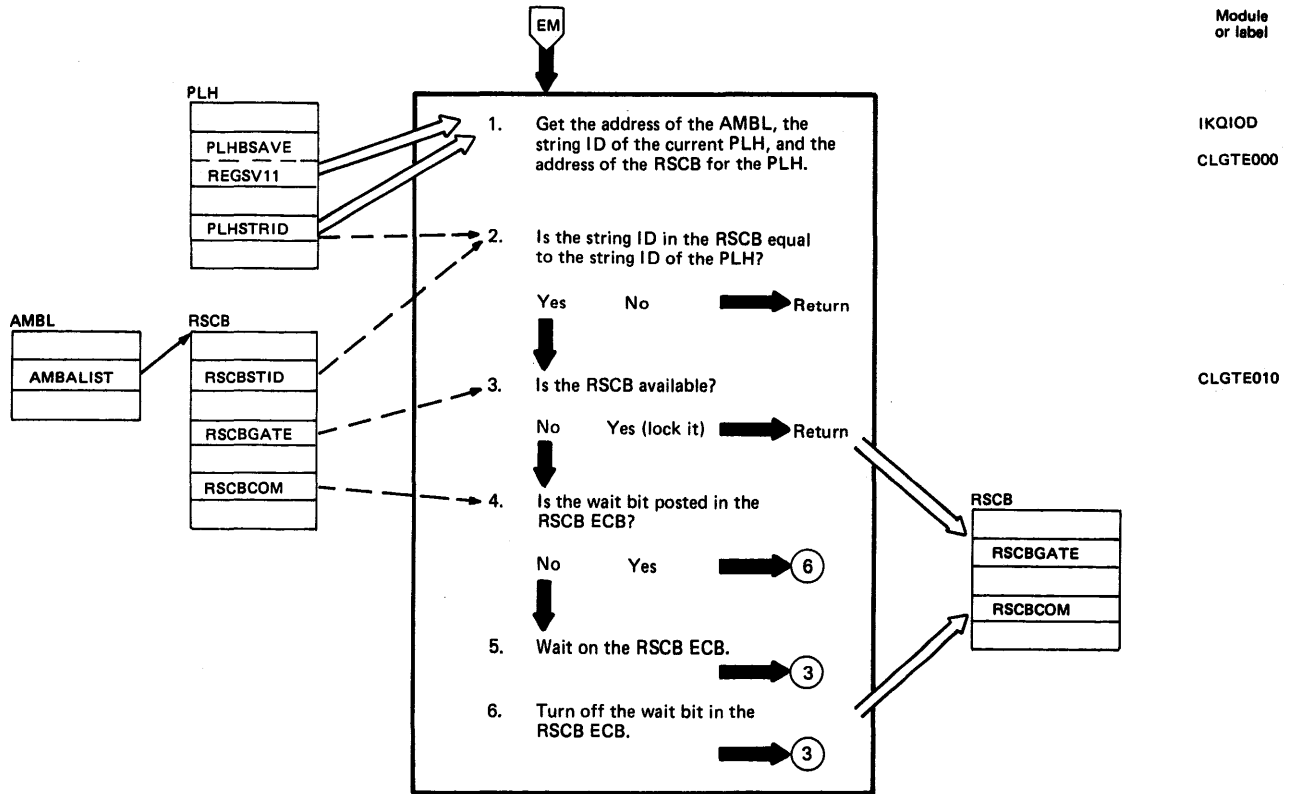 EM
Module
or label
PLH
PLHBSAVE
REGSV11
PLHSTRID
AMBL
AMBALIST
RSCB
RSCBSTID
RSCBGATE
RSCBCOM
1. Get the address of the AMBL, the
string ID of the current PLH, and the
address of the RSCB for the PLH.
IKQIOD
CLGTE000
2. Is the string ID in the RSCB equal
to the string ID of the PLH?
Yes No Return
3. Is the RSCB available?
CLGTE010
No Yes (lock it) Return
4. Is the wait bit posted in the
RSCB ECB?
No Yes 6
5. Wait on the RSCB ECB.
3
6. Turn off the wait bit in the
RSCB ECB.
3
RSCB
RSCBGATE
RSCBCOM